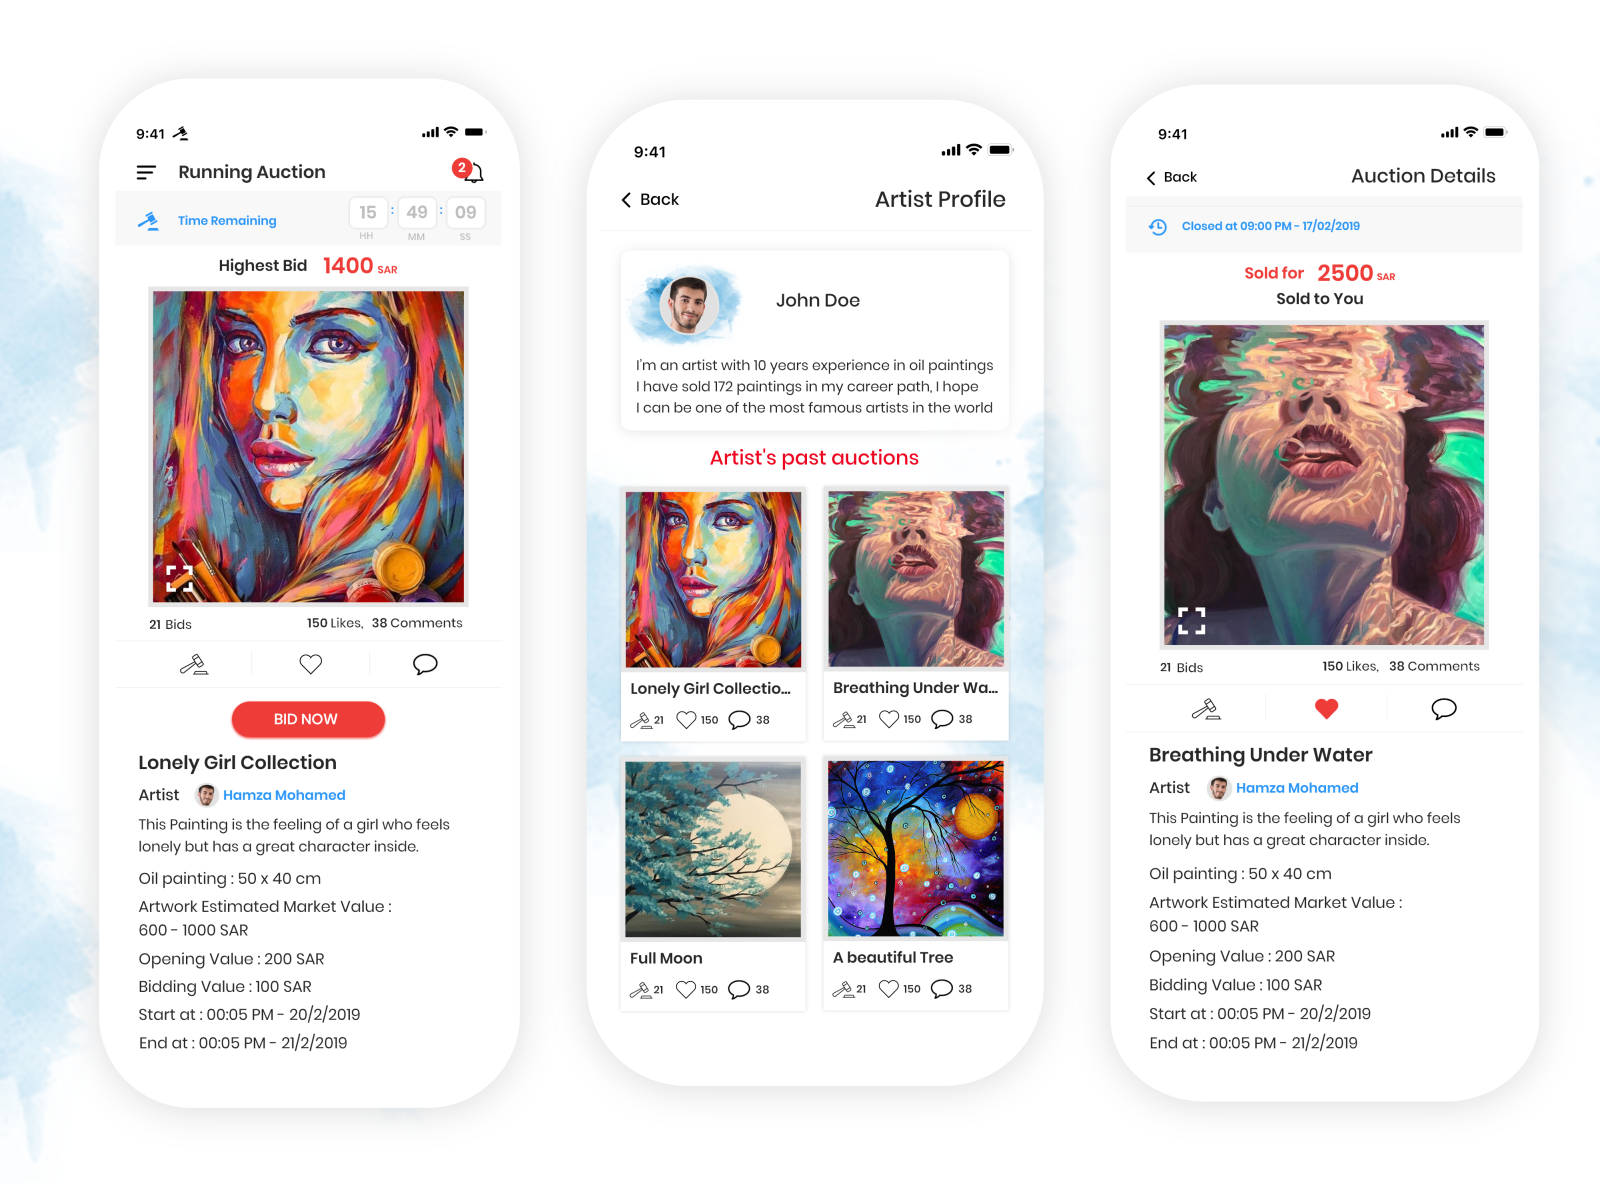 9:41
Running Auction
2
Time Remaining
15 : 49 : 09
HH MM SS
Highest Bid 1400 SAR
21 Bids 150 Likes, 38 Comments
BID NOW
Lonely Girl Collection
Artist Hamza Mohamed
This Painting is the feeling of a girl who feels
lonely but has a great character inside.
Oil painting : 50 x 40 cm
Artwork Estimated Market Value :
600 - 1000 SAR
Opening Value : 200 SAR
Bidding Value : 100 SAR
Start at : 00:05 PM - 20/2/2019
End at : 00:05 PM - 21/2/2019
9:41
Back Artist Profile
John Doe
I'm an artist with 10 years experience in oil paintings
I have sold 172 paintings in my career path, I hope
I can be one of the most famous artists in the world
Artist's past auctions
Lonely Girl Collectio...
21 150 38
Breathing Under Wa...
21 150 38
Full Moon
21 150 38
A beautiful Tree
21 150 38
9:41
Back Auction Details
Closed at 09:00 PM - 17/02/2019
Sold for 2500 SAR
Sold to You
21 Bids 150 Likes, 38 Comments
Breathing Under Water
Artist Hamza Mohamed
This Painting is the feeling of a girl who feels
lonely but has a great character inside.
Oil painting : 50 x 40 cm
Artwork Estimated Market Value :
600 - 1000 SAR
Opening Value : 200 SAR
Bidding Value : 100 SAR
Start at : 00:05 PM - 20/2/2019
End at : 00:05 PM - 21/2/2019